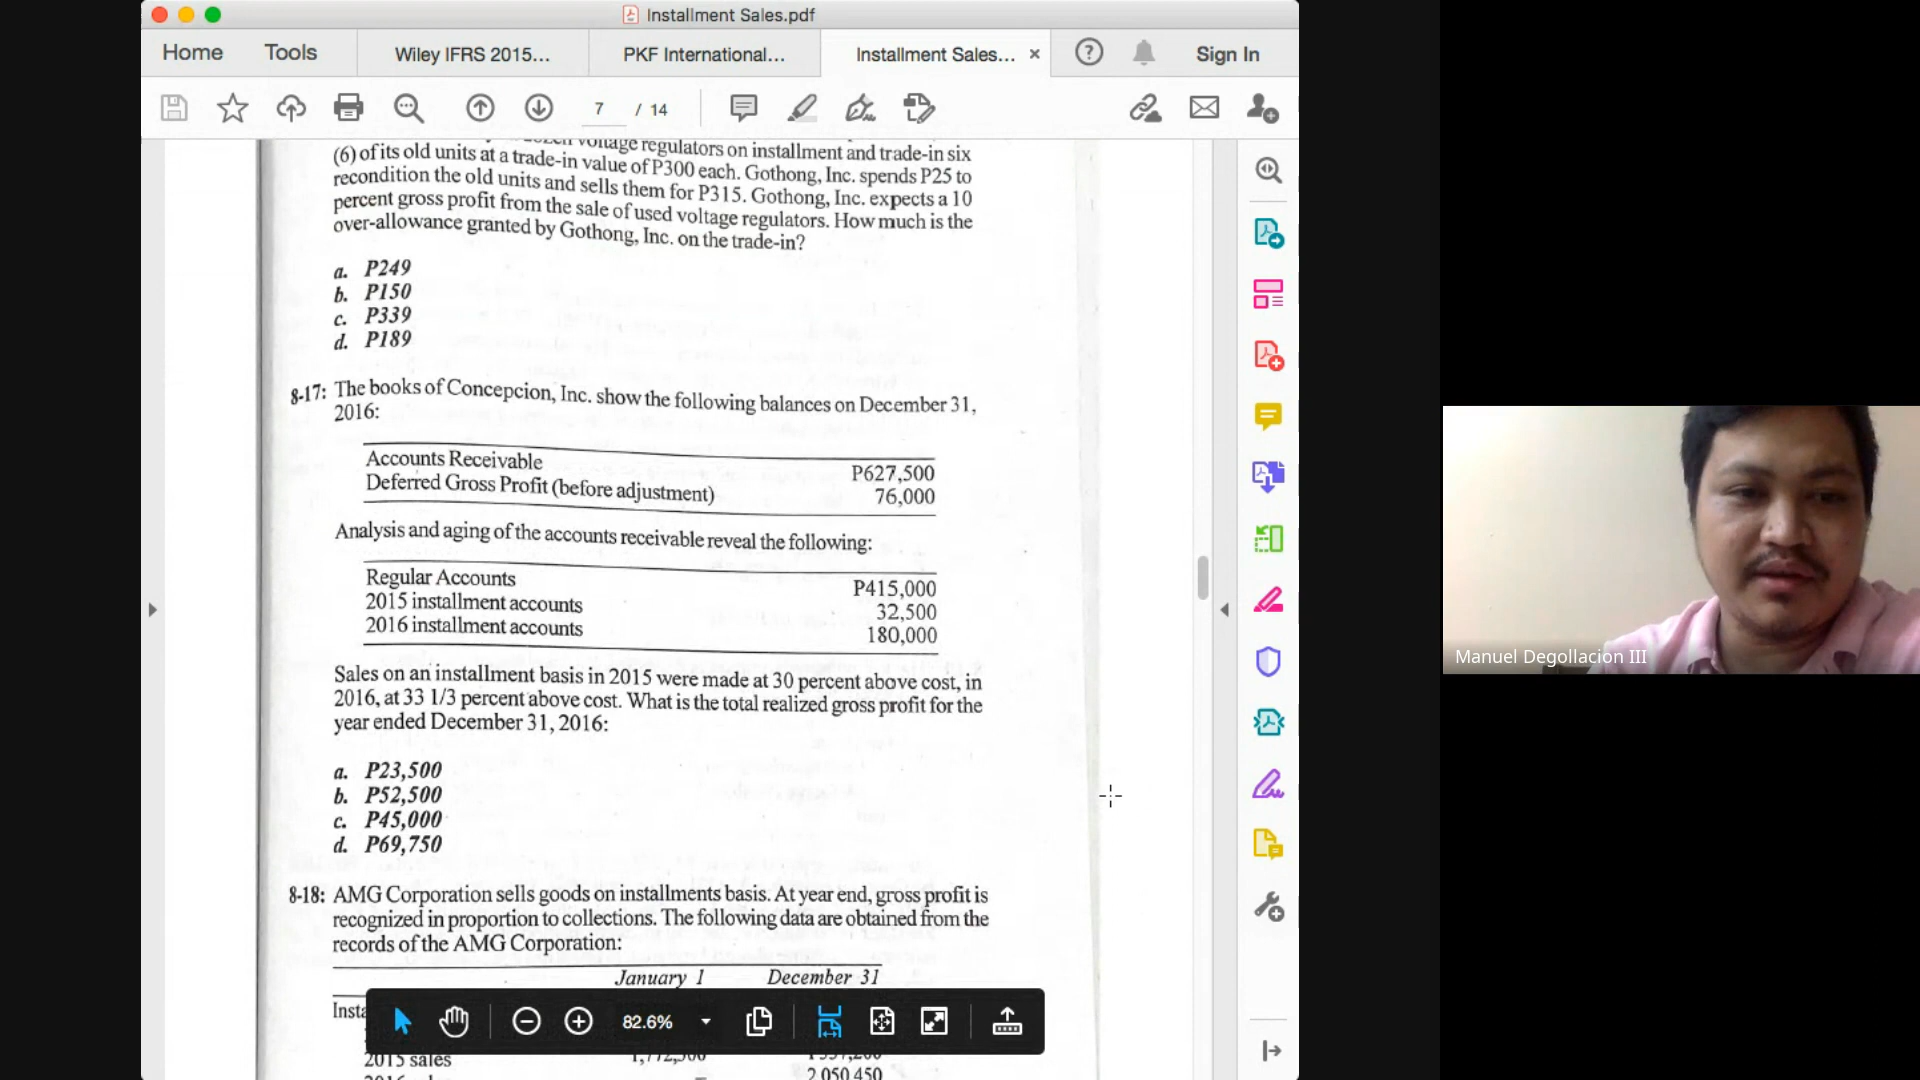 Installment Sales.pdf
Home
Tools
Wiley IFRS 2015...
PKF International...
Installment Sales...
Sign In
7 / 14
voltage regulators on installment and trade-in six
(6) of its old units at a trade-in value of P300 each. Gothong, Inc. spends P25 to
recondition the old units and sells them for P315. Gothong, Inc. expects a 10
percent gross profit from the sale of used voltage regulators. How much is the
over-allowance granted by Gothong, Inc. on the trade-in?
a. P249
b. P150
c. P339
d. P189
8-17: The books of Concepcion, Inc. show the following balances on December 31,
2016:
Accounts Receivable P627,500
Deferred Gross Profit (before adjustment) 76,000
Analysis and aging of the accounts receivable reveal the following:
Regular Accounts P415,000
2015 installment accounts 32,500
2016 installment accounts 180,000
Sales on an installment basis in 2015 were made at 30 percent above cost, in
2016, at 33 1/3 percent above cost. What is the total realized gross profit for the
year ended December 31, 2016:
a. P23,500
b. P52,500
c. P45,000
d. P69,750
8-18: AMG Corporation sells goods on installments basis. At year end, gross profit is
recognized in proportion to collections. The following data are obtained from the
records of the AMG Corporation:
January 1 December 31
82.6%
2015 sales
2,050,450
Manuel Degollacion III